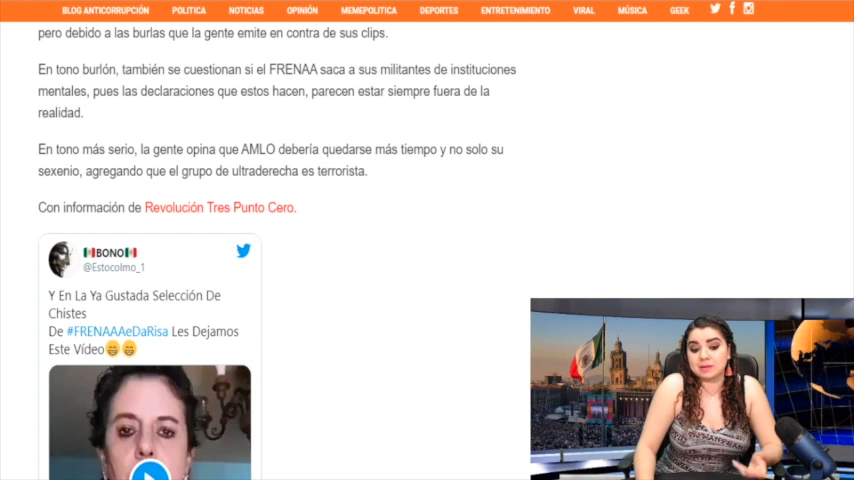 BLOG ANTICORRUPCIÓN POLITICA NOTICIAS OPINIÓN MEMEPOLITICA DEPORTES ENTRETENIMIENTO VIRAL MÚSICA GEEK
pero debido a las burlas que la gente emite en contra de sus clips.
En tono burlón, también se cuestionan si el FRENAA saca a sus militantes de instituciones
mentales, pues las declaraciones que estos hacen, parecen estar siempre fuera de la
realidad.
En tono más serio, la gente opina que AMLO debería quedarse más tiempo y no solo su
sexenio, agregando que el grupo de ultraderecha es terrorista.
Con información de Revolución Tres Punto Cero.
BONO
@Estocolmo_1
Y En La Ya Gustada Selección De
Chistes
De #FRENAAAeDaRisa Les Dejamos
Este Vídeo